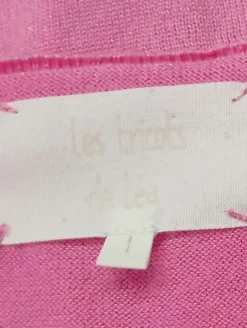 les tricots
de léa
1